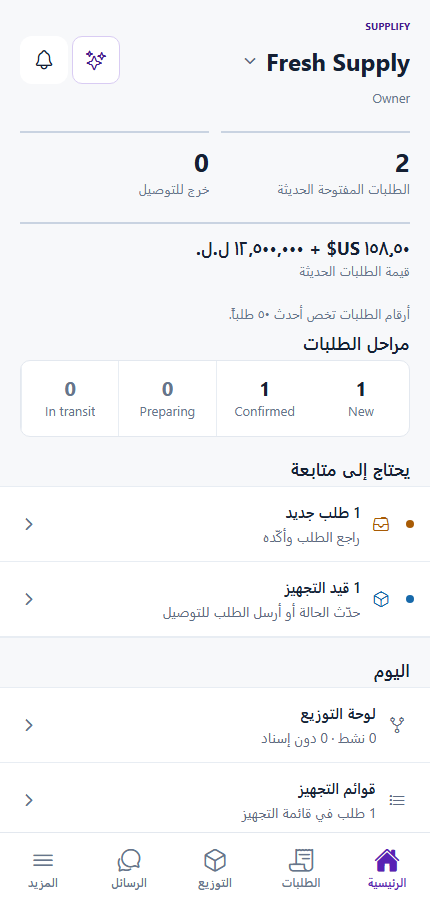 SUPPLIFY
Fresh Supply
Owner
2
الطلبات المفتوحة الحديثة
0
خرج للتوصيل
١٥٨٫٥٠ US$ + ١٢٬٥٠٠٬٠٠٠ ل.ل.
قيمة الطلبات الحديثة
أرقام الطلبات تخص أحدث ٥٠ طلباً.
مراحل الطلبات
1
New
1
Confirmed
0
Preparing
0
In transit
يحتاج إلى متابعة
1 طلب جديد
راجع الطلب وأكّده
1 قيد التجهيز
حدّث الحالة أو أرسل الطلب للتوصيل
اليوم
لوحة التوزيع
0 نشط · 0 دون إسناد
قوائم التجهيز
1 طلب في قائمة التجهيز
الرئيسية
الطلبات
التوزيع
الرسائل
المزيد